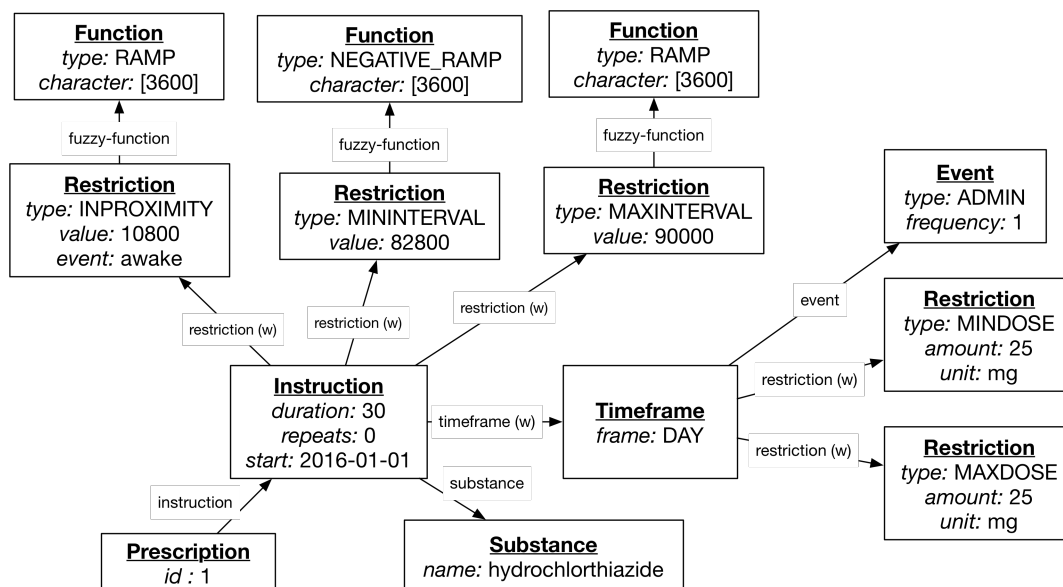 Function
type: RAMP
character: [3600]
Function
type: NEGATIVE_RAMP
character: [3600]
Function
type: RAMP
character: [3600]
fuzzy-function
fuzzy-function
fuzzy-function
Restriction
type: INPROXIMITY
value: 10800
event: awake
Restriction
type: MININTERVAL
value: 82800
Restriction
type: MAXINTERVAL
value: 90000
Event
type: ADMIN
frequency: 1
restriction (w)
restriction (w)
restriction (w)
event
Restriction
type: MINDOSE
amount: 25
unit: mg
Instruction
duration: 30
repeats: 0
start: 2016-01-01
timeframe (w)
Timeframe
frame: DAY
restriction (w)
restriction (w)
Restriction
type: MAXDOSE
amount: 25
unit: mg
instruction
substance
Prescription
id : 1
Substance
name: hydrochlorthiazide